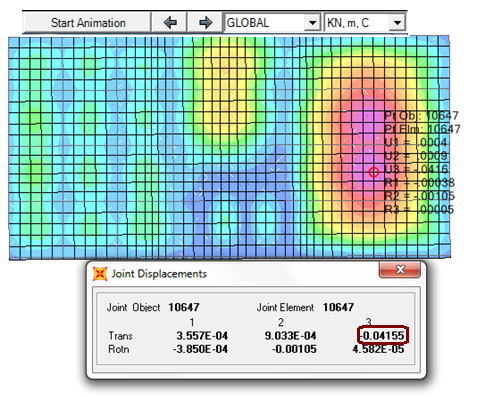 Start Animation GLOBAL KN, m, C
Pt Obj: 10647
Pt Elm: 10647
U1 = .0004
U2 = .0009
U3 = -.0416
R1 = -.00038
R2 = -.00105
R3 = .00005
Joint Displacements
Joint Object 10647 Joint Element 10647
1 2 3
Trans 3.557E-04 9.033E-04 -0.04155
Rotn -3.850E-04 -0.00105 4.582E-05